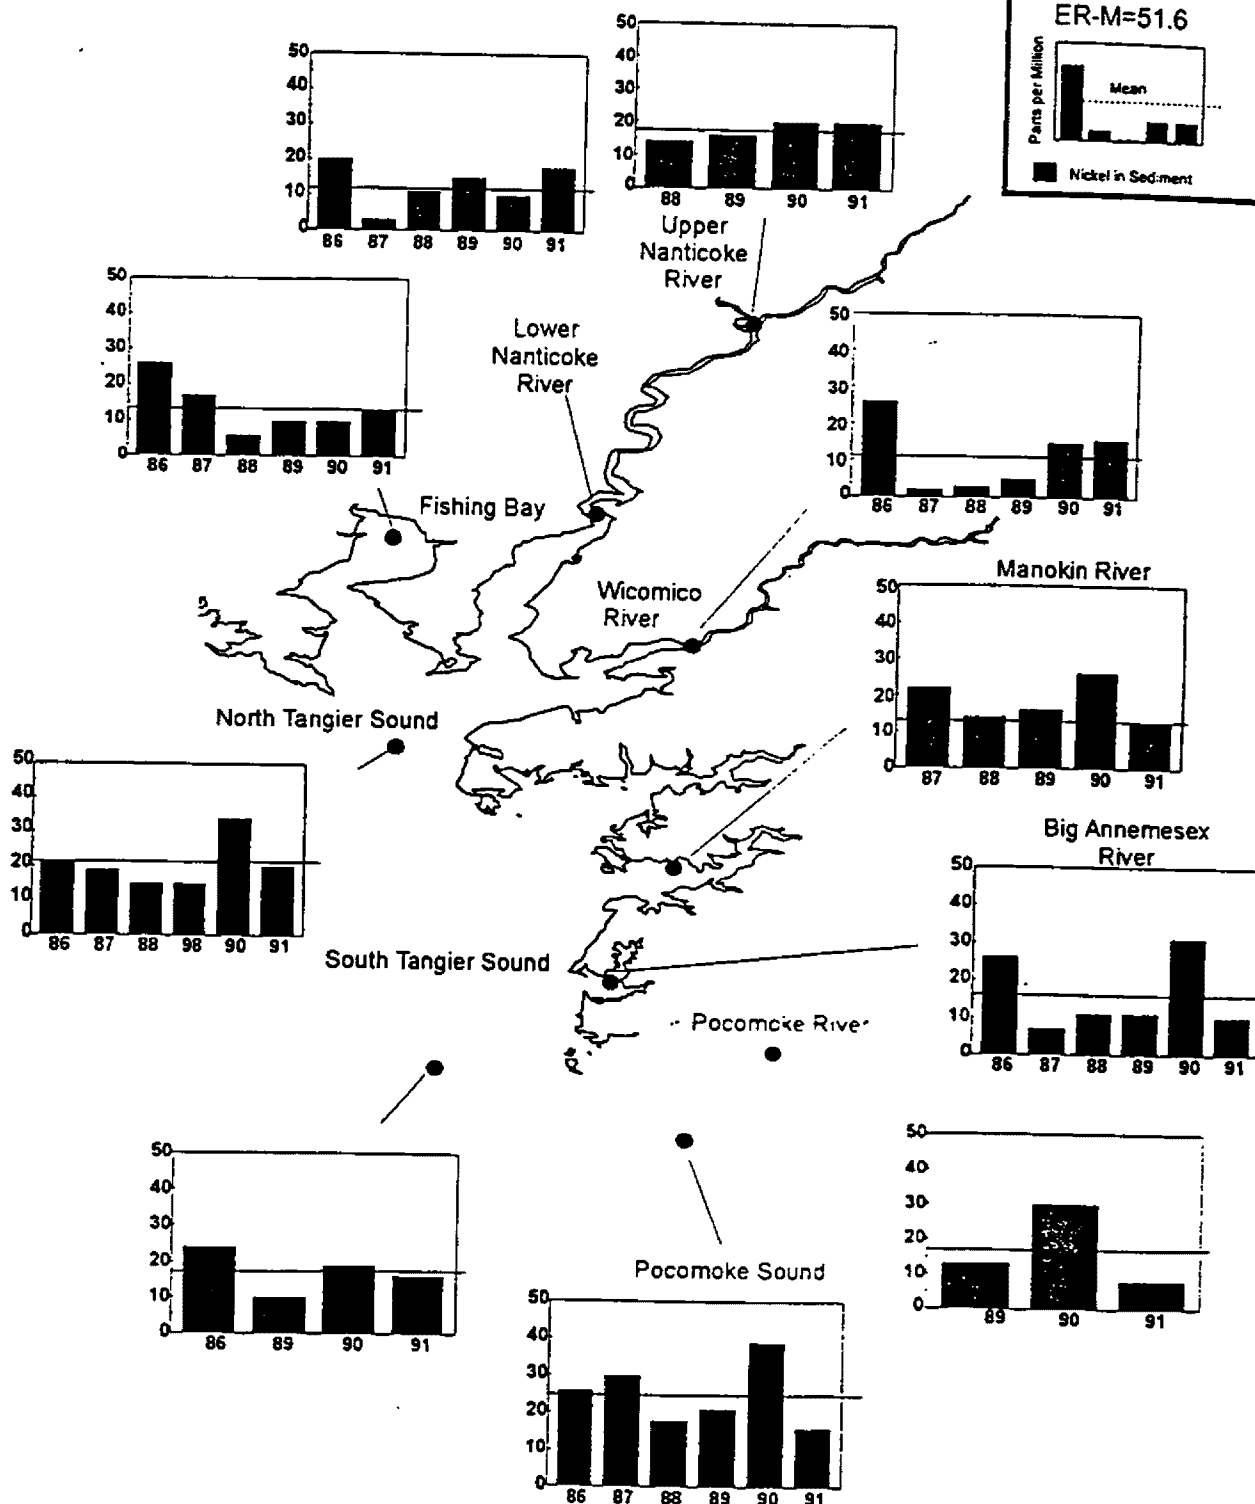 ER-M=51.6
Parts per Million
Mean
Nickel in Sediment
50
40
30
20
10
0
88 89 90 91
Upper
Nanticoke
River
50
40
30
20
10
0
86 87 88 89 90 91
Lower
Nanticoke
River
50
40
30
20
10
0
86 87 88 89 90 91
Fishing Bay
50
40
30
20
10
0
86 87 88 89 90 91
Wicomico
River
Manokin River
50
40
30
20
10
0
87 88 89 90 91
North Tangier Sound
50
40
30
20
10
0
86 87 88 98 90 91
Big Annemesex
River
50
40
30
20
10
0
86 87 88 89 90 91
South Tangier Sound
Pocomoke River
50
40
30
20
10
0
86 89 90 91
50
40
30
20
10
0
89 90 91
Pocomoke Sound
50
40
30
20
10
0
86 87 88 89 90 91